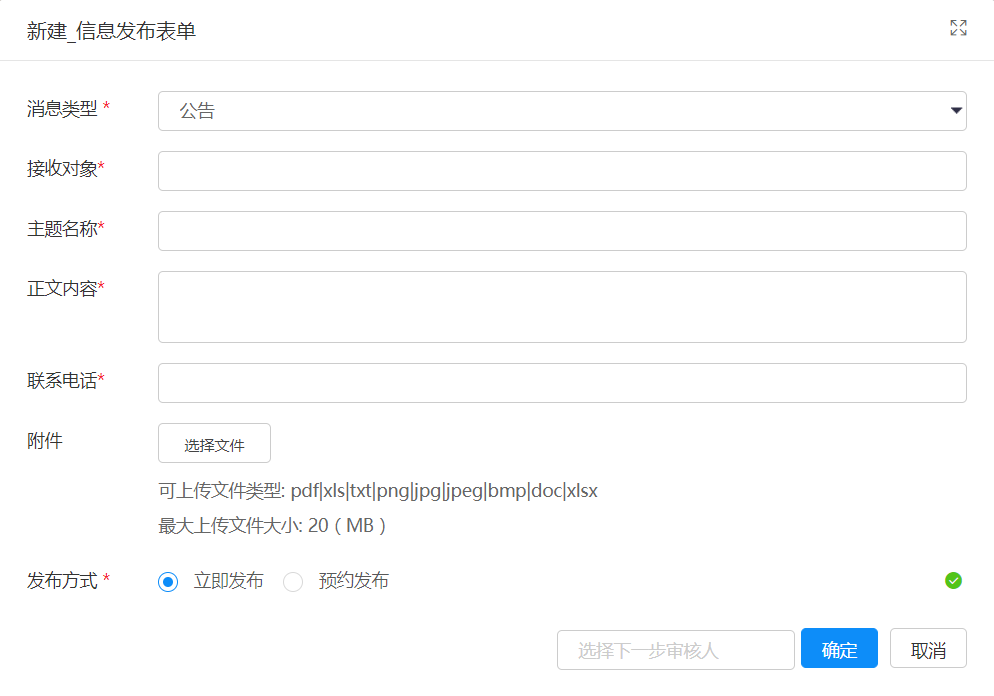 新建_信息发布表单
消息类型 *
公告
接收对象*
主题名称*
正文内容*
联系电话*
附件
选择文件
可上传文件类型: pdf|xls|txt|png|jpg|jpeg|bmp|doc|xlsx
最大上传文件大小: 20 ( MB )
发布方式 *
立即发布 预约发布
选择下一步审核人 确定 取消